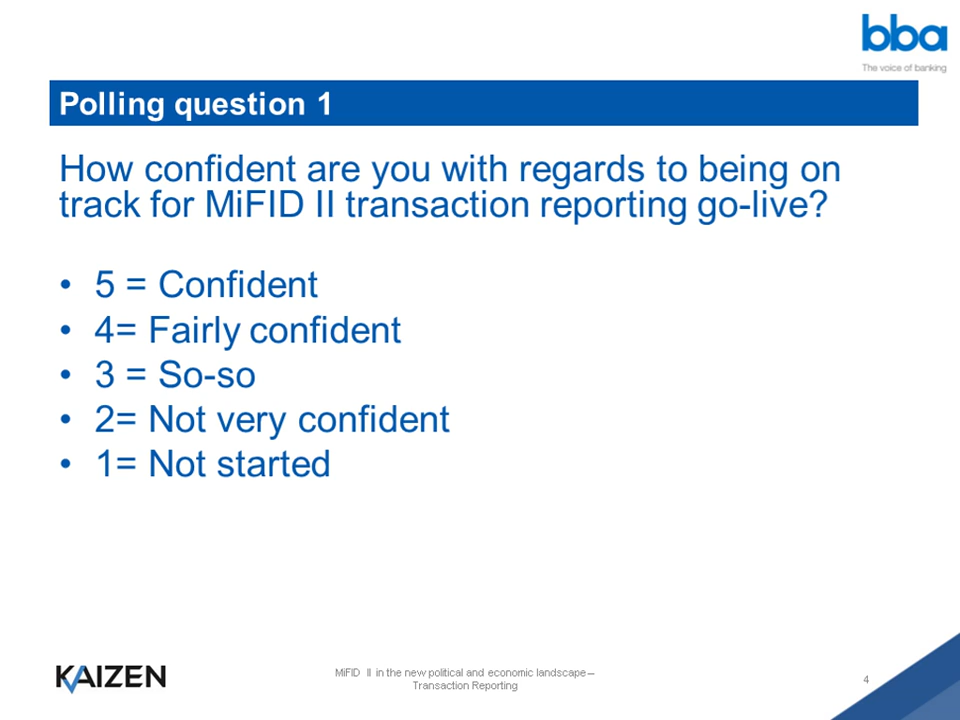 bba
The voice of banking
Polling question 1
How confident are you with regards to being on
track for MiFID II transaction reporting go-live?
• 5 = Confident
• 4= Fairly confident
• 3 = So-so
• 2= Not very confident
• 1= Not started
KAIZEN
MiFID II in the new political and economic landscape—
Transaction Reporting
4